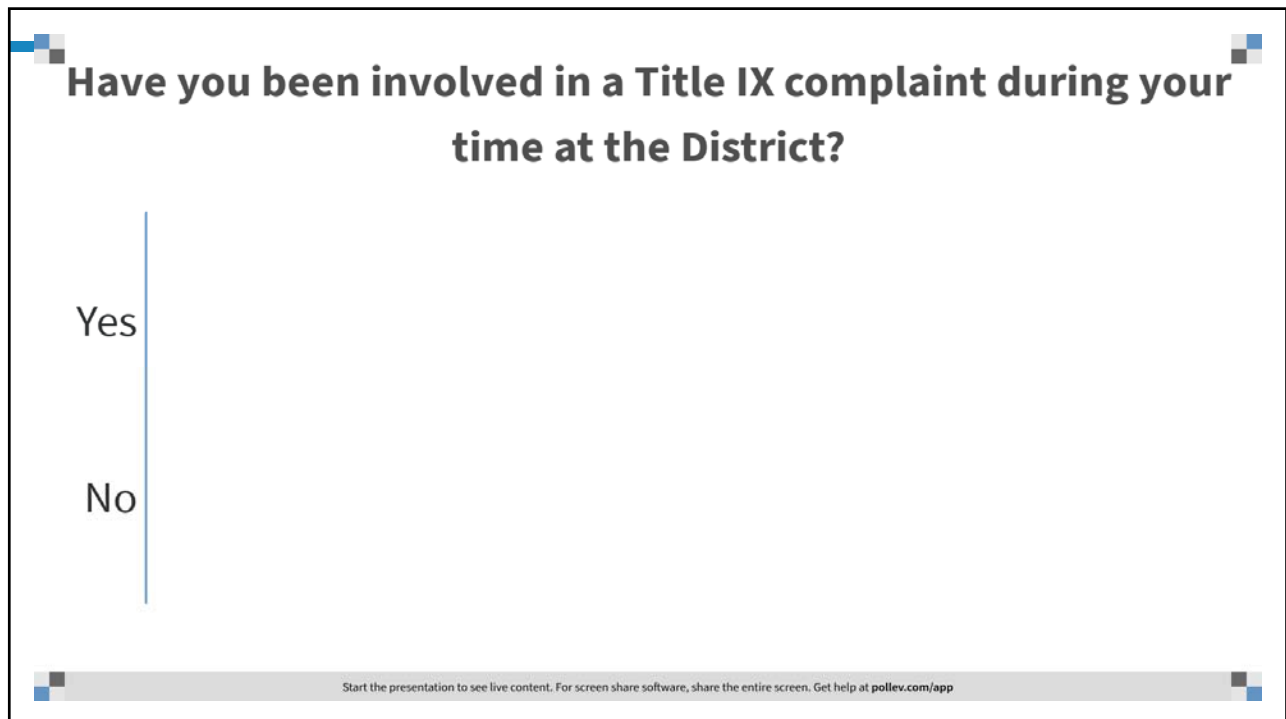 Have you been involved in a Title IX complaint during your
time at the District?
Yes
No
Start the presentation to see live content. For screen share software, share the entire screen. Get help at pollev.com/app